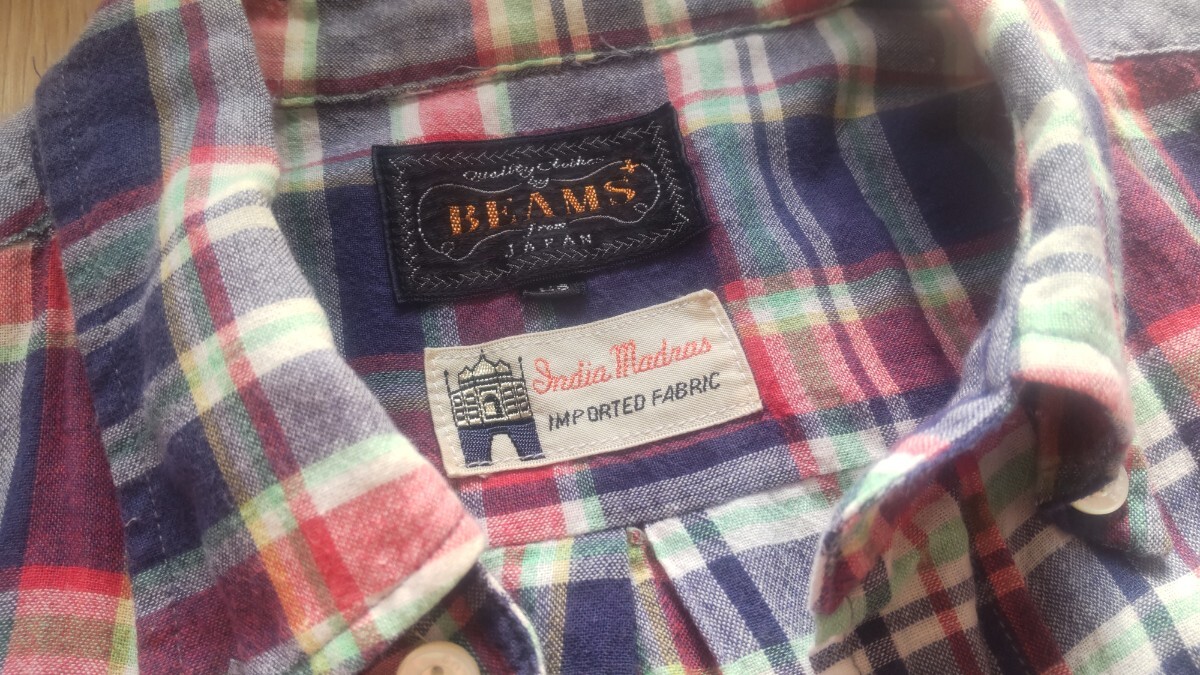 Quality Clothes
by
BEAMS+
from
JAPAN
India Madras
IMPORTED FABRIC